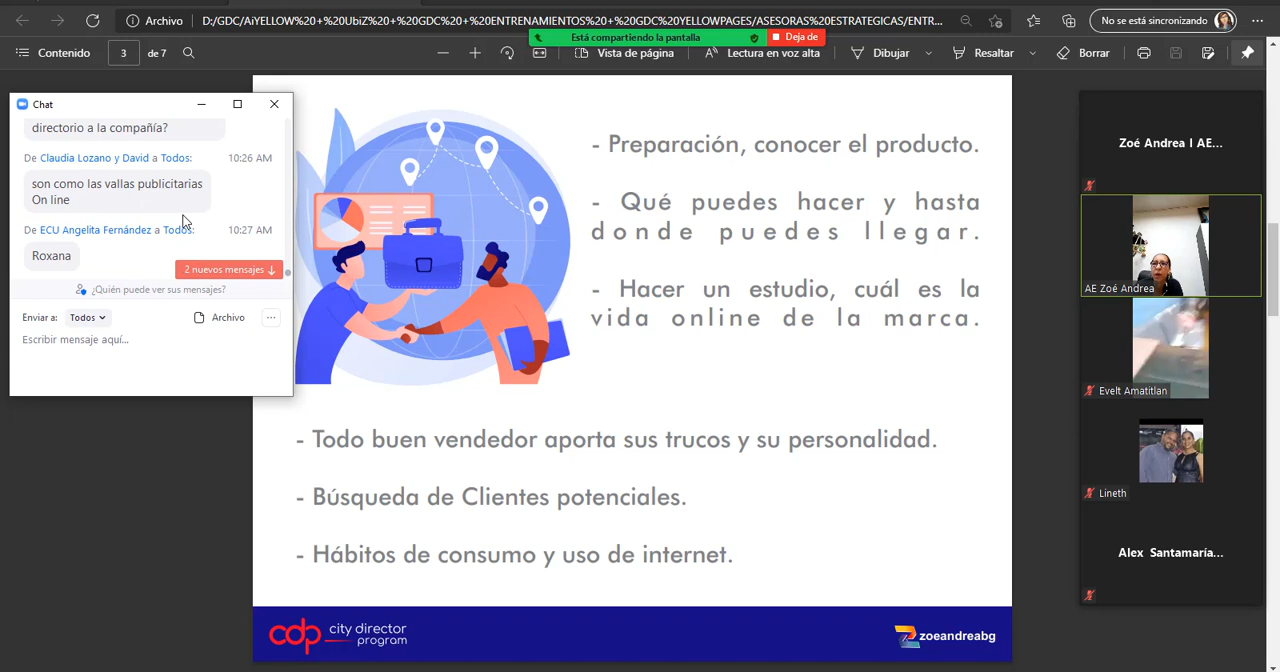 Archivo
D:/GDC/AiYELLOW%20+%20UbiZ%20+%20GDC%20+%20ENTRENAMIENTOS%20+%20GDC%20YELLOWPAGES/ASESORAS%20ESTRATEGICAS/ENTR...
No se está sincronizando
Está compartiendo la pantalla
Deja de
Contenido
3
de 7
Vista de página
Lectura en voz alta
Dibujar
Resaltar
Borrar
Chat
directorio a la compañía?
De Claudia Lozano y David a Todos:
10:26 AM
son como las vallas publicitarias
On line
De ECU Angelita Fernández a Todos:
10:27 AM
Roxana
2 nuevos mensajes
¿Quién puede ver sus mensajes?
Enviar a:
Todos
Archivo
Escribir mensaje aquí...
- Preparación, conocer el producto.
- Qué puedes hacer y hasta
donde puedes llegar.
- Hacer un estudio, cuál es la
vida online de la marca.
- Todo buen vendedor aporta sus trucos y su personalidad.
- Búsqueda de Clientes potenciales.
- Hábitos de consumo y uso de internet.
cdp city director
program
zoeandreabg
Zoé Andrea I AE...
AE Zoé Andrea
Evelt Amatitlan
Lineth
Alex Santamaría...